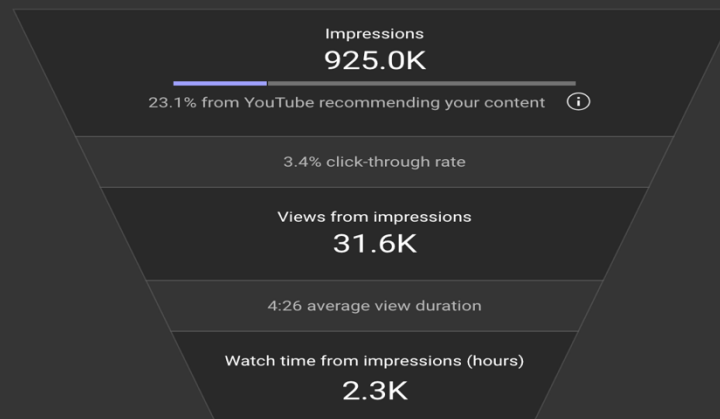 Impressions
925.0K
23.1% from YouTube recommending your content
3.4% click-through rate
Views from impressions
31.6K
4:26 average view duration
Watch time from impressions (hours)
2.3K